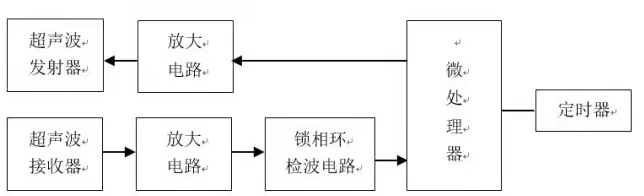 超声波
发射器
放大
电路
微
处
理
器
定时器
超声波
接收器
放大
电路
锁相环
检波电路